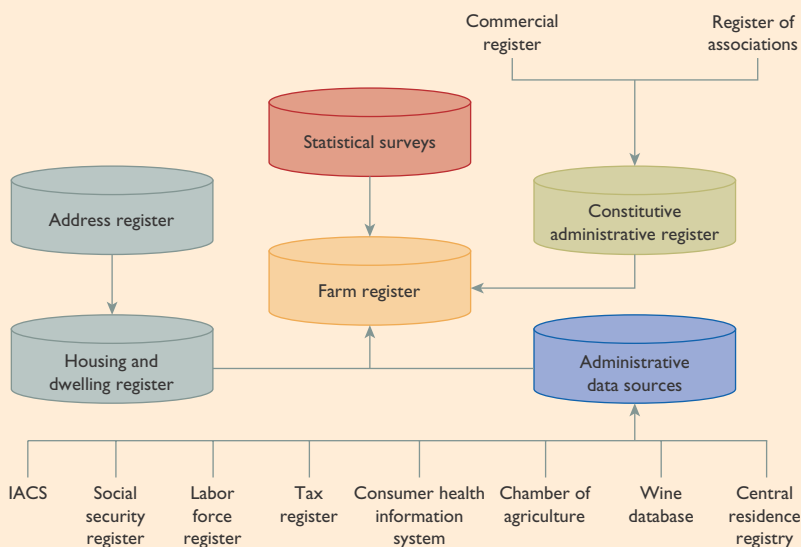 Commercial
register
Register of
associations
Statistical surveys
Address register
Constitutive
administrative register
Farm register
Housing and
dwelling register
Administrative
data sources
IACS
Social
security
register
Labor
force
register
Tax
register
Consumer health
information
system
Chamber of
agriculture
Wine
database
Central
residence
registry